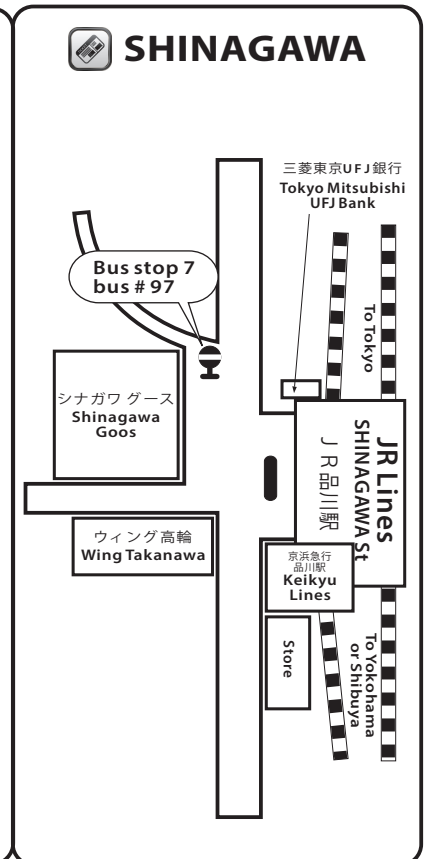 SHINAGAWA
三菱東京UFJ銀行
Tokyo Mitsubishi
UFJ Bank
Bus stop 7
bus # 97
To Tokyo
シナガワ グース
Shinagawa
Goos
JR Lines
SHINAGAWA St
JR品川駅
ウィング高輪
Wing Takanawa
京浜急行
品川駅
Keikyu
Lines
Store
To Yokohama
or Shibuya